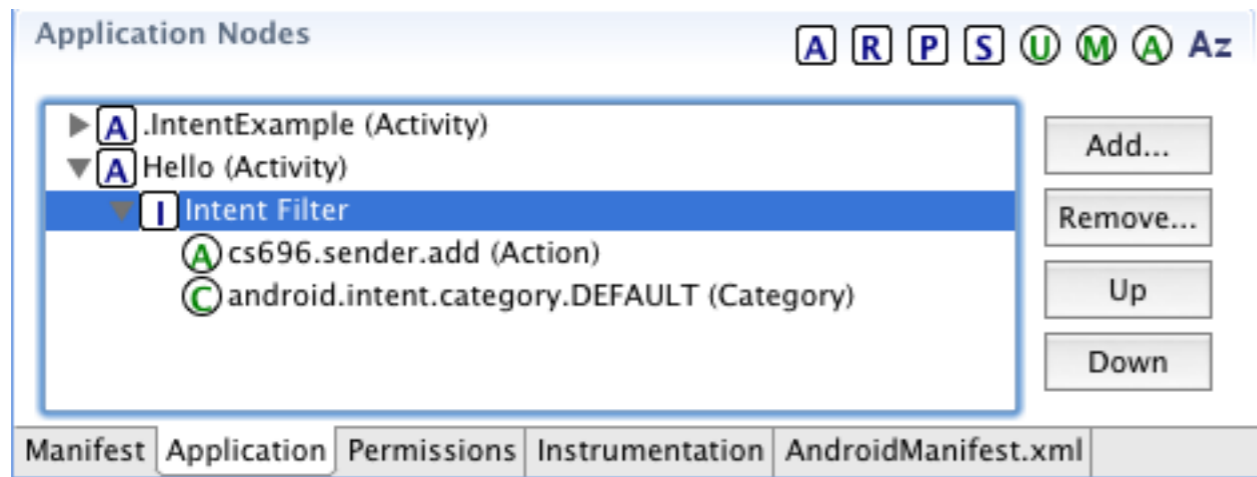 Application Nodes
A R P S U M A Az
A .IntentExample (Activity)
A Hello (Activity)
I Intent Filter
A cs696.sender.add (Action)
C android.intent.category.DEFAULT (Category)
Add...
Remove...
Up
Down
Manifest Application Permissions Instrumentation AndroidManifest.xml